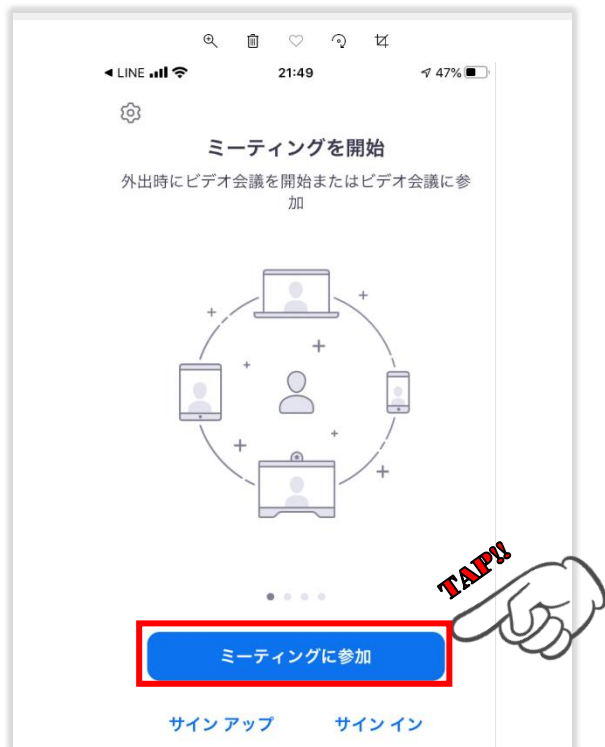 LINE 21:49 47%
ミーティングを開始
外出時にビデオ会議を開始またはビデオ会議に参
加
TAP!!
ミーティングに参加
サイン アップ サイン イン